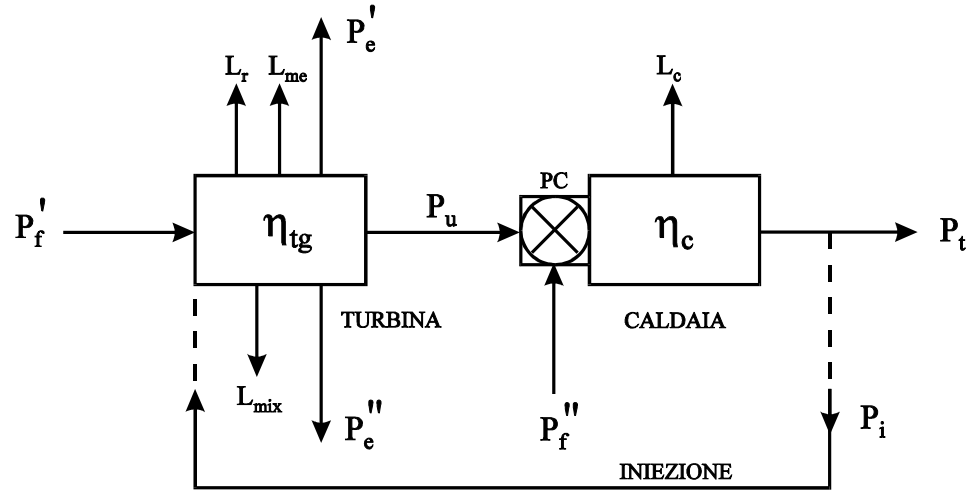 P'e
Lr Lme Lc
PC
P'f ηtg Pu ηc Pt
TURBINA CALDAIA
Lmix P''e P''f Pi
INIEZIONE